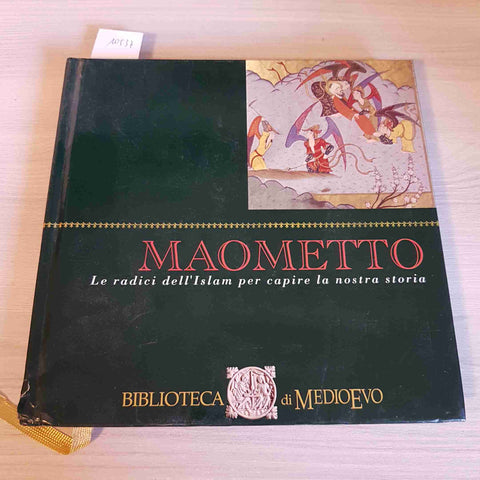 MAOMETTO
Le radici dell'Islam per capire la nostra storia
BIBLIOTECA di MEDIOEVO